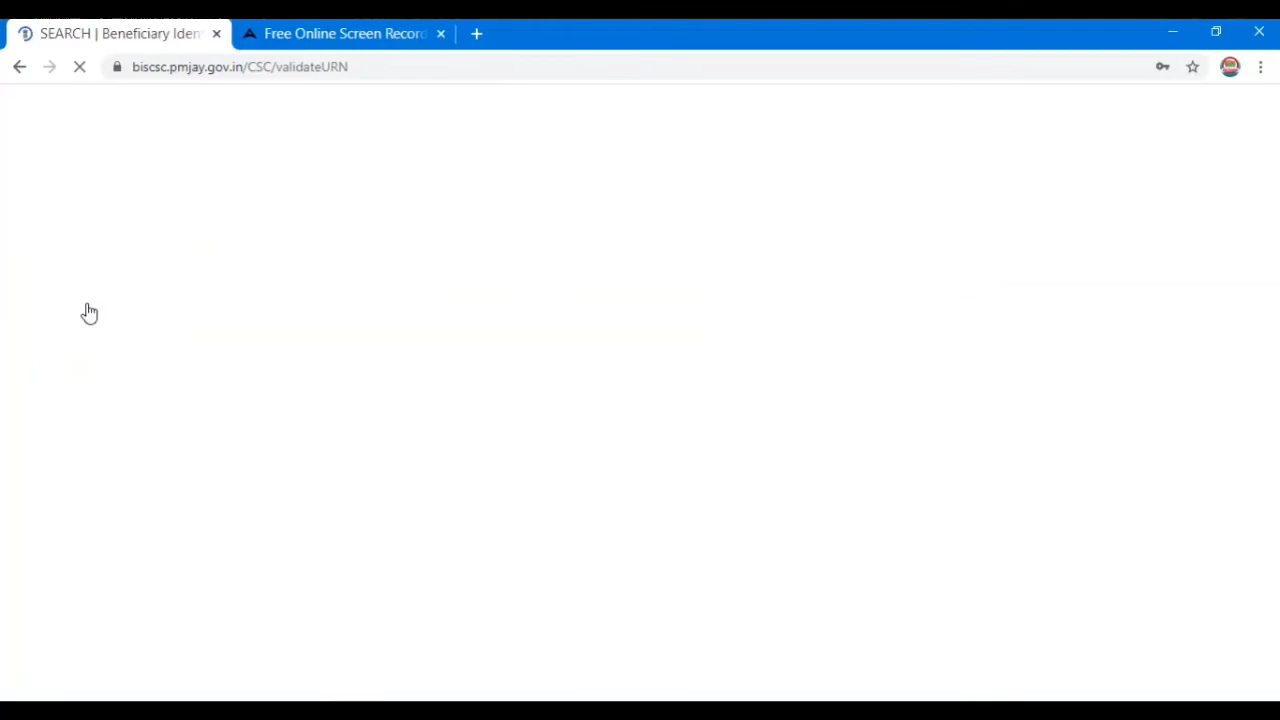 SEARCH | Beneficiary Iden
Free Online Screen Record
biscsc.pmjay.gov.in/CSC/validateURN